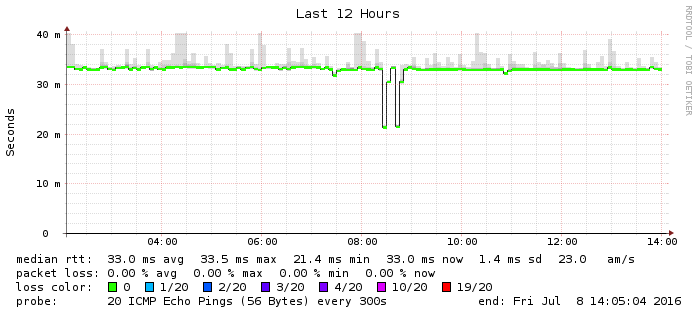 Last 12 Hours
RRDTOOL / TOBI OETIKER
Seconds
40 m
30 m
20 m
10 m
0
04:00 06:00 08:00 10:00 12:00 14:00
median rtt: 33.0 ms avg 33.5 ms max 21.4 ms min 33.0 ms now 1.4 ms sd 23.0 am/s
packet loss: 0.00 % avg 0.00 % max 0.00 % min 0.00 % now
loss color: 0 1/20 2/20 3/20 4/20 10/20 19/20
probe: 20 ICMP Echo Pings (56 Bytes) every 300s end: Fri Jul 8 14:05:04 2016